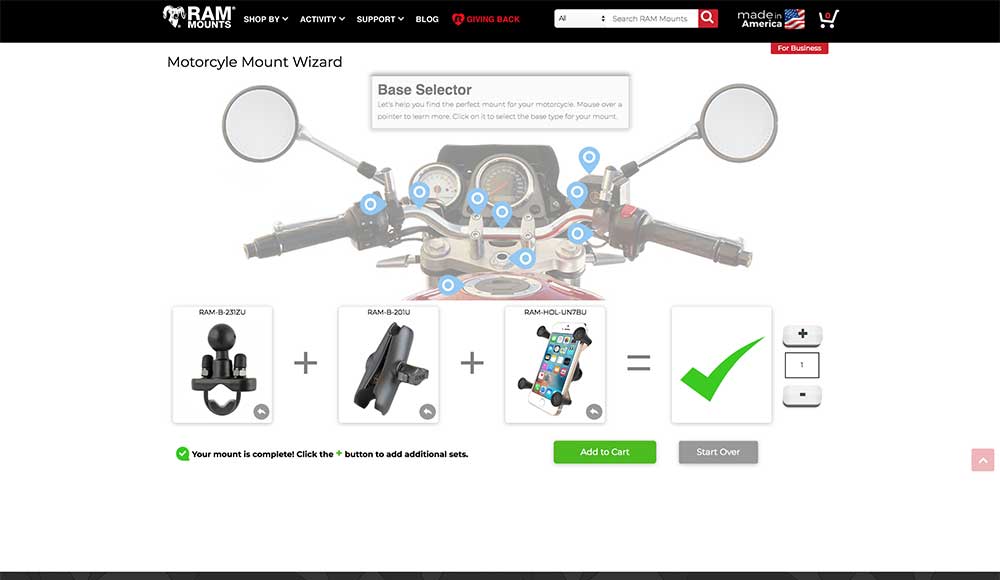 RAM
MOUNTS
SHOP BY
ACTIVITY
SUPPORT
BLOG
GIVING BACK
All
Search RAM Mounts
made in
America
0
For Business
Motorcyle Mount Wizard
Base Selector
Let's help you find the perfect mount for your motorcycle. Mouse over a
pointer to learn more. Click on it to select the base type for your mount.
RAM-B-231ZU
RAM-B-201U
RAM-HOL-UN7BU
+
+
=
+
1
-
Your mount is complete! Click the + button to add additional sets.
Add to Cart
Start Over